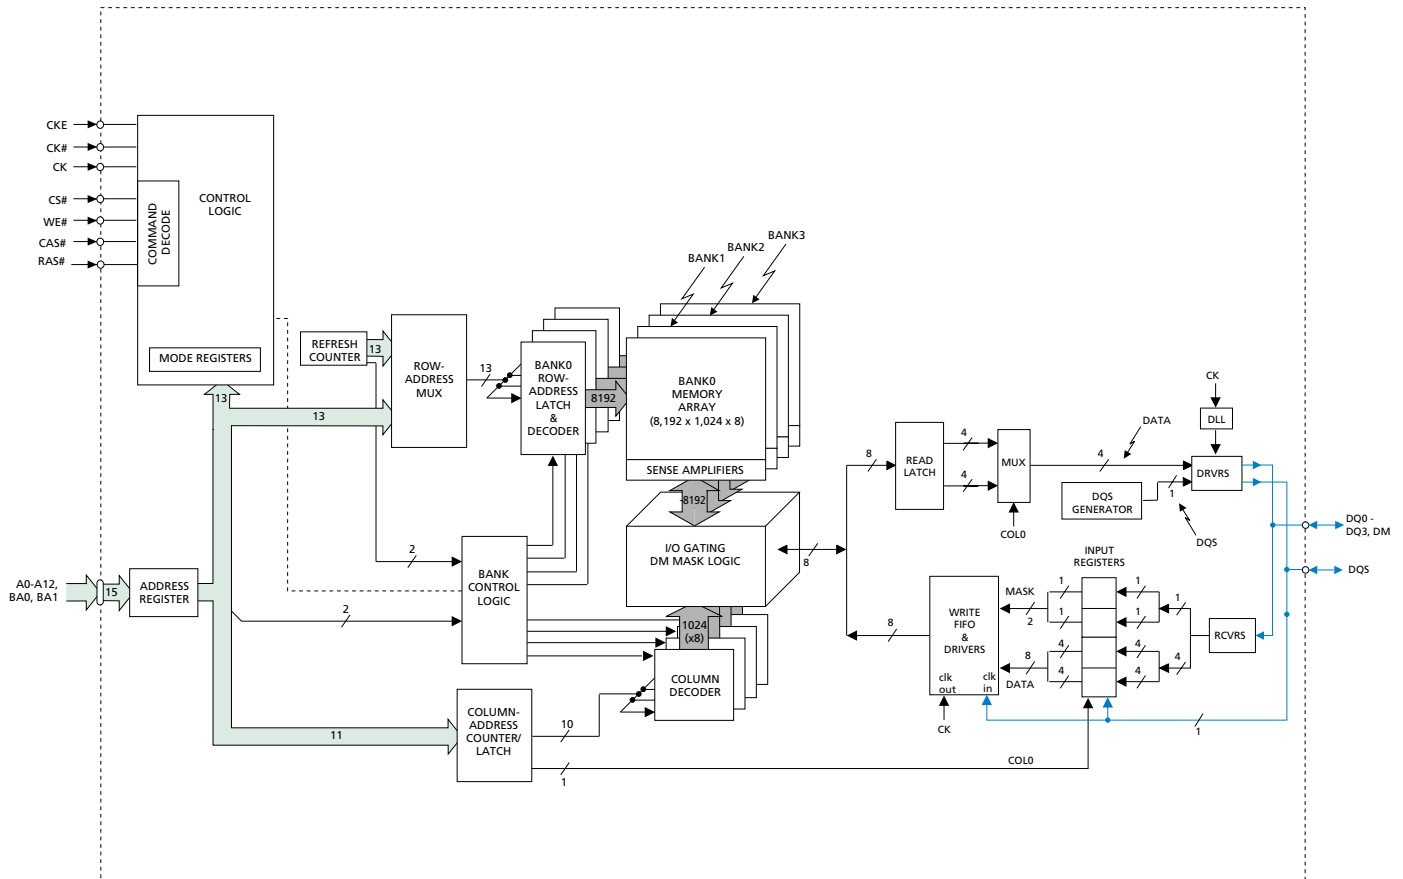 CKE
CK#
CK
CS#
WE#
CAS#
RAS#
COMMAND
DECODE
CONTROL
LOGIC
MODE REGISTERS
REFRESH
COUNTER
13
ROW-
ADDRESS
MUX
13
13
13
BANK0
ROW-
ADDRESS
LATCH
&
DECODER
8192
BANK1
BANK2
BANK3
BANK0
MEMORY
ARRAY
(8,192 x 1,024 x 8)
SENSE AMPLIFIERS
8192
I/O GATING
DM MASK LOGIC
8
A0-A12,
BA0, BA1
15
ADDRESS
REGISTER
2
2
BANK
CONTROL
LOGIC
1024
(x8)
COLUMN
DECODER
11
COLUMN-
ADDRESS
COUNTER/
LATCH
10
1
COL0
8
READ
LATCH
4
4
MUX
COL0
4
DATA
DQS
GENERATOR
1
DQS
CK
DLL
DRVRS
DQ0 -
DQ3, DM
DQS
INPUT
REGISTERS
8
WRITE
FIFO
&
DRIVERS
clk
out
clk
in
CK
MASK
2
8
DATA
1
1
4
4
1
1
4
4
1
4
RCVRS
1